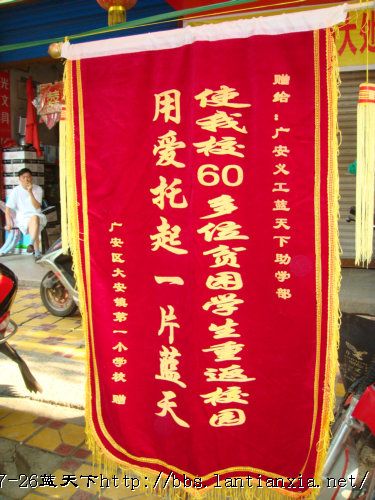 赠给：广安义工蓝天下助学部
使我校60多位贫困学生重返校园
用爱托起一片蓝天
广安区大安镇第一小学校 赠
7-26蓝天下http://bbs.lantianxia.net/